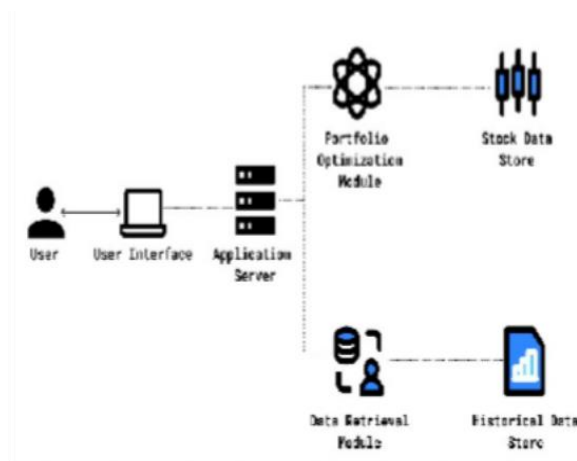 Portfolio
Optimization
Module
Stock Data
Store
User
User Interface
Application
Server
Data Retrieval
Module
Historical Data
Store